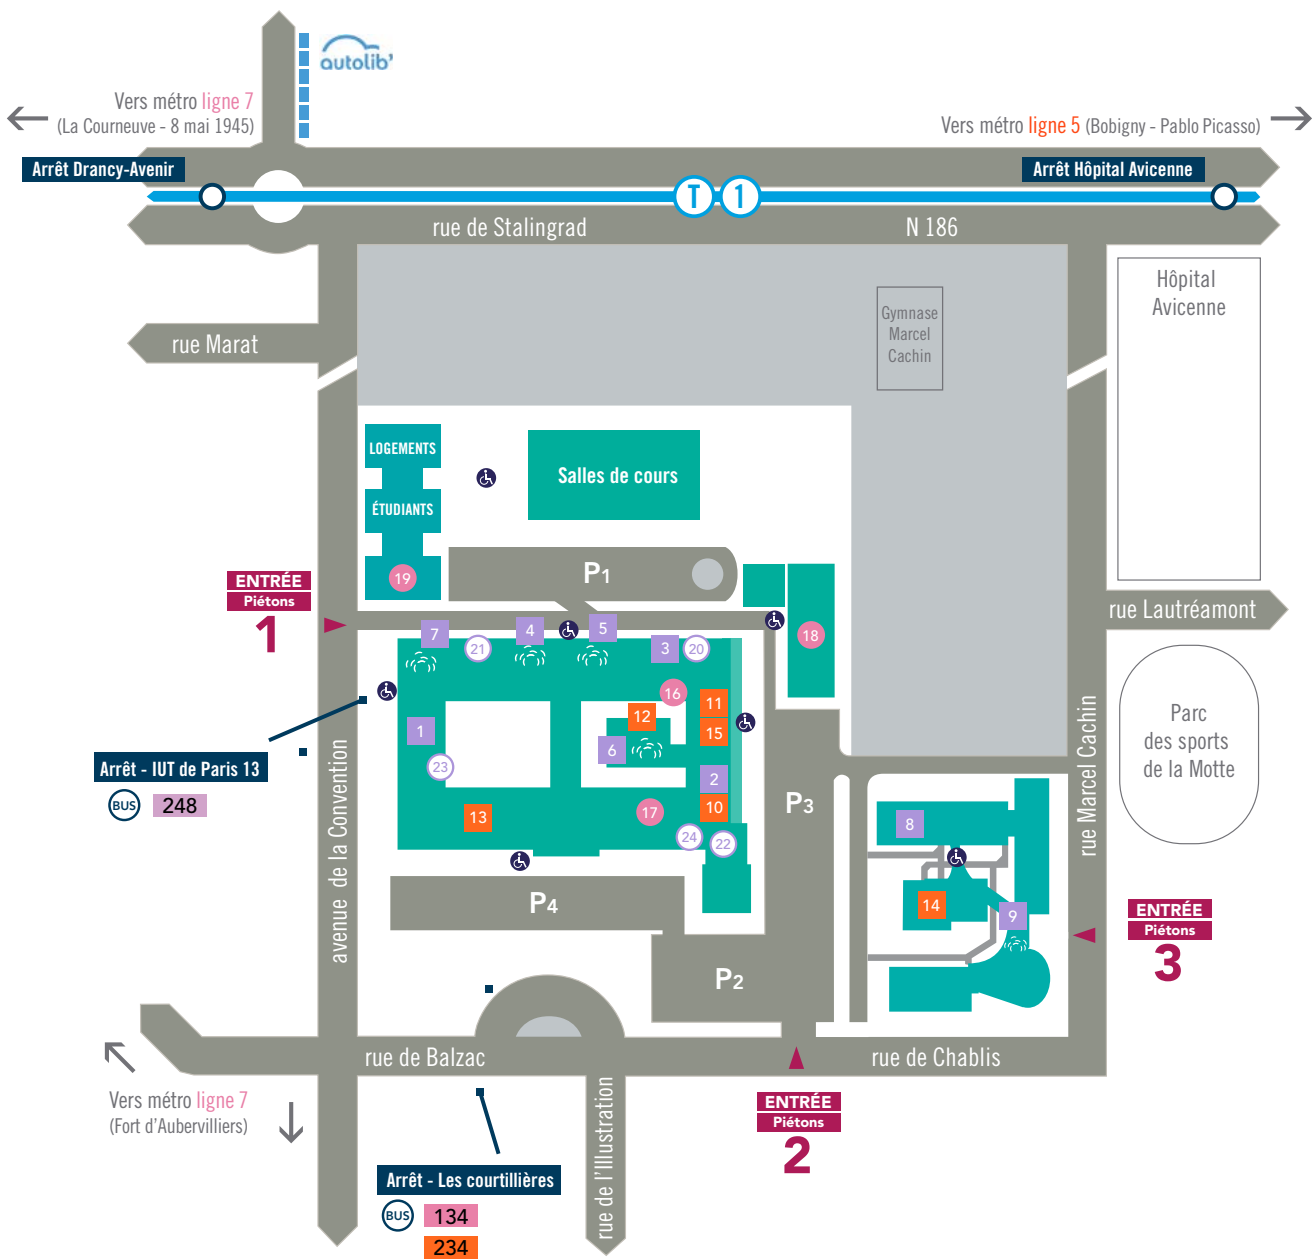 autolib'
Vers métro ligne 7
(La Courneuve - 8 mai 1945)
Vers métro ligne 5 (Bobigny - Pablo Picasso)
Arrêt Drancy-Avenir
Arrêt Hôpital Avicenne
T 1
rue de Stalingrad
N 186
Hôpital
Avicenne
Gymnase
Marcel
Cachin
rue Marat
LOGEMENTS
ÉTUDIANTS
19
Salles de cours
P1
ENTRÉE
Piétons
1
rue Lautréamont
7
4
5
21
3
20
18
16
11
12
15
1
6
23
2
10
13
17
24
22
Arrêt - IUT de Paris 13
BUS
248
avenue de la Convention
P3
rue Marcel Cachin
Parc
des sports
de la Motte
8
14
9
P4
P2
ENTRÉE
Piétons
3
rue de Balzac
rue de Chablis
Vers métro ligne 7
(Fort d'Aubervilliers)
rue de l'Illustration
ENTRÉE
Piétons
2
Arrêt - Les courtillières
BUS
134
234